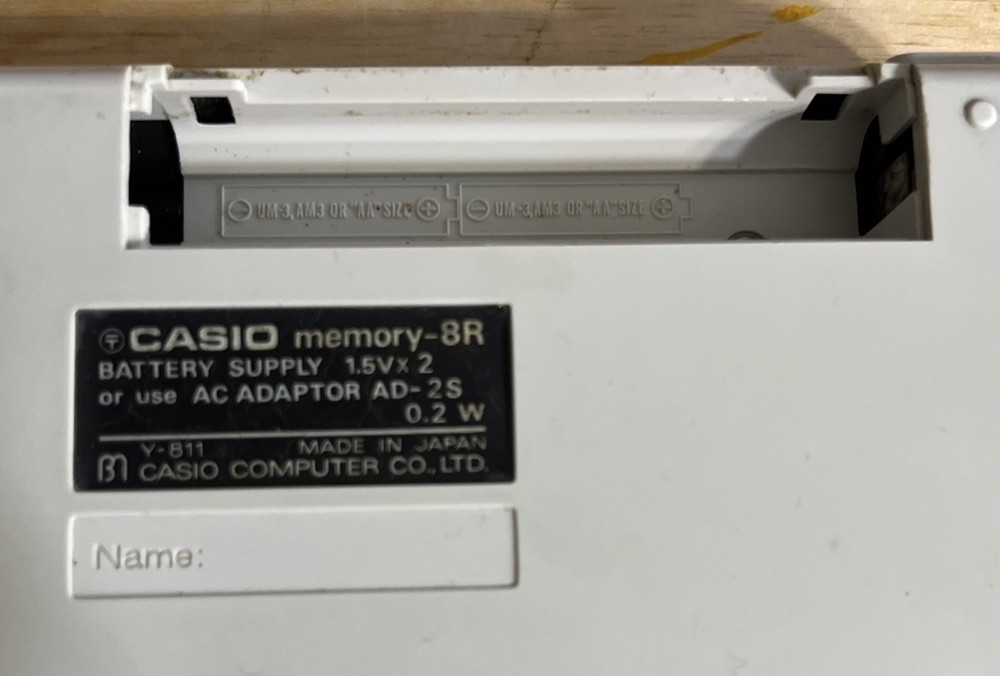 ⊖ UM-3,AM3 OR "AA" SIZE ⊕ ⊖ UM-3,AM3 OR "AA" SIZE ⊕
〒 CASIO memory-8R
BATTERY SUPPLY 1.5V x 2
or use AC ADAPTOR AD-2S
0.2 W
Y-811 MADE IN JAPAN
CASIO COMPUTER CO., LTD.
Name: